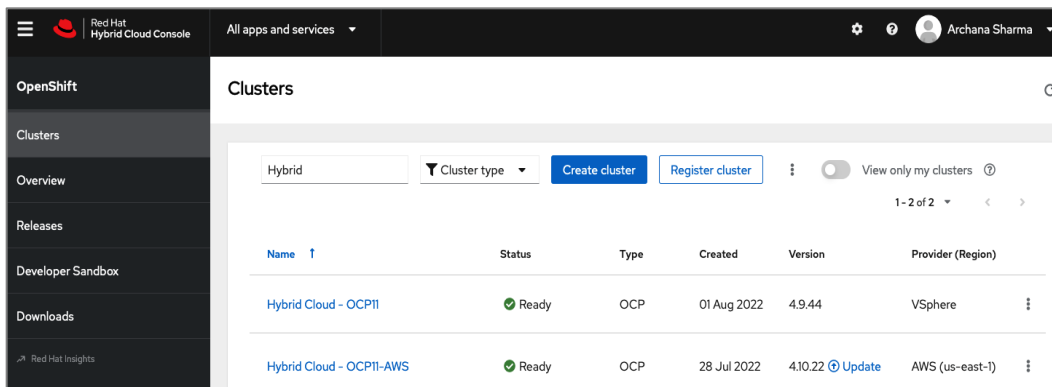 Red Hat
Hybrid Cloud Console
All apps and services
Archana Sharma
OpenShift
Clusters
Overview
Releases
Developer Sandbox
Downloads
Red Hat Insights
Clusters
Hybrid
Cluster type
Create cluster
Register cluster
View only my clusters
1 - 2 of 2
Name Status Type Created Version Provider (Region)
Hybrid Cloud - OCP11 Ready OCP 01 Aug 2022 4.9.44 VSphere
Hybrid Cloud - OCP11-AWS Ready OCP 28 Jul 2022 4.10.22 Update AWS (us-east-1)